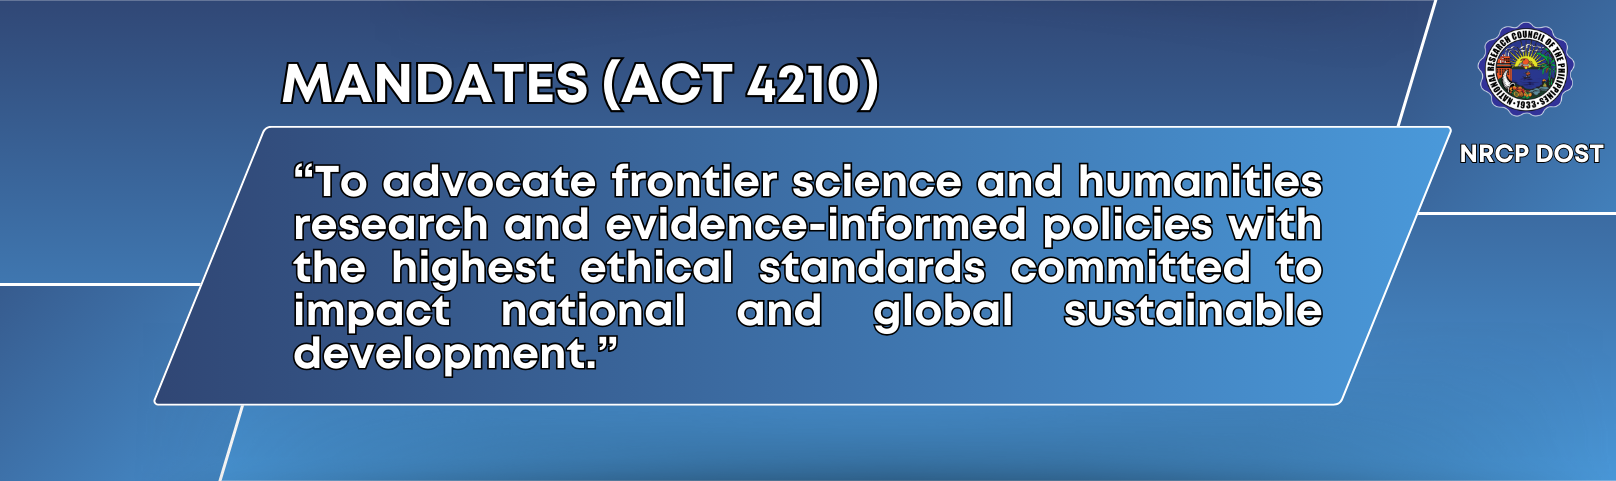 MANDATES (ACT 4210)
“To advocate frontier science and humanities
research and evidence-informed policies with
the highest ethical standards committed to
impact national and global sustainable
development.”
NATIONAL RESEARCH COUNCIL OF THE PHILIPPINES
·1933·
NRCP DOST